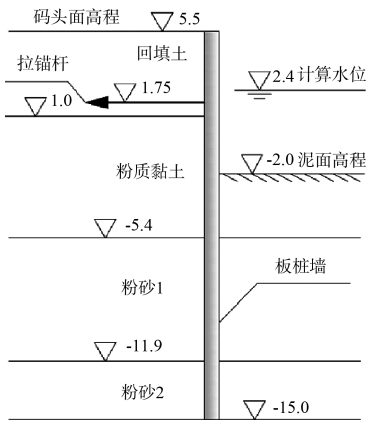 码头面高程 5.5
回填土
拉锚杆
1.75
2.4 计算水位
1.0
-2.0 泥面高程
粉质黏土
-5.4
板桩墙
粉砂1
-11.9
粉砂2
-15.0